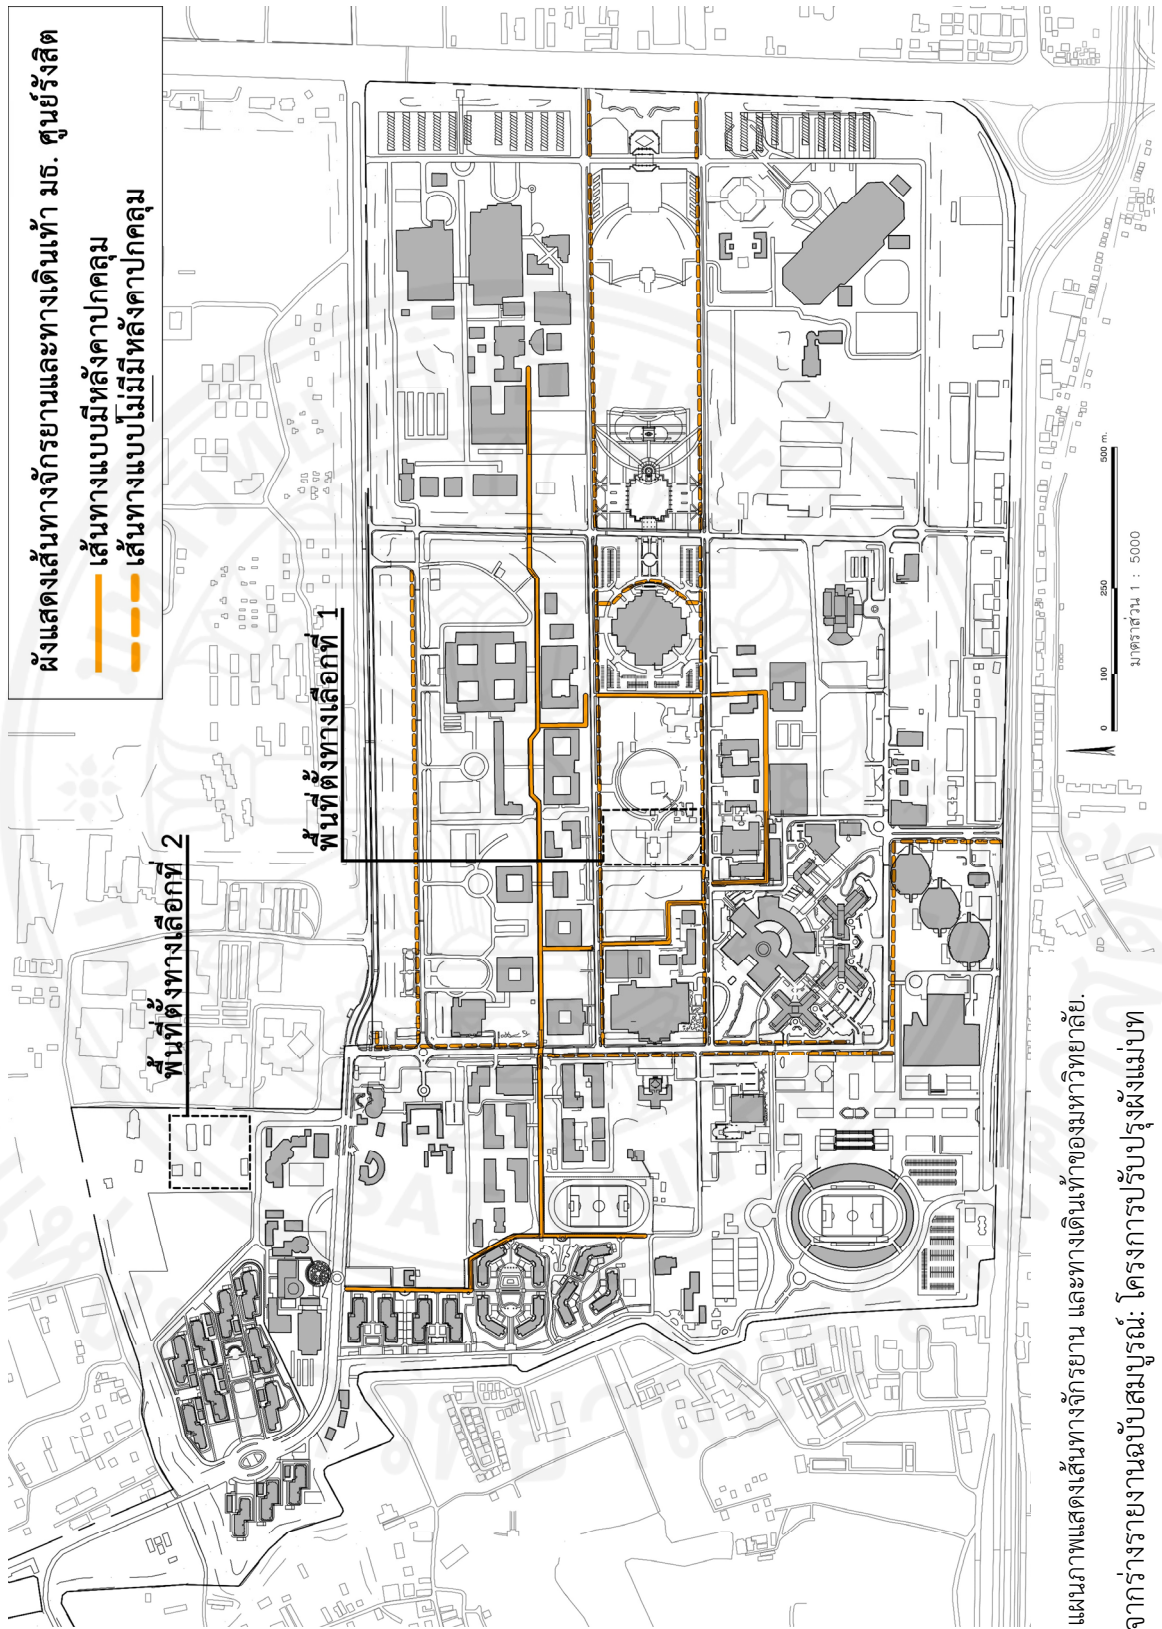 ผังแสดงเส้นทางจักรยานและทางเดินเท้า มธ. ศูนย์รังสิต
เส้นทางแบบมีหลังคาปกคลุม
เส้นทางแบบไม่มีมีหลังคาปกคลุม
พื้นที่ตั้งทางเลือกที่ 2
พื้นที่ตั้งทางเลือกที่ 1
0 100 250 500 m.
มาตราส่วน 1 : 5000
แผนภาพแสดงเส้นทางจักรยาน และทางเดินเท้าของมหาวิทยาลัย.
จากร่างรายงานฉบับสมบูรณ์: โครงการปรับปรุงผังแม่บท